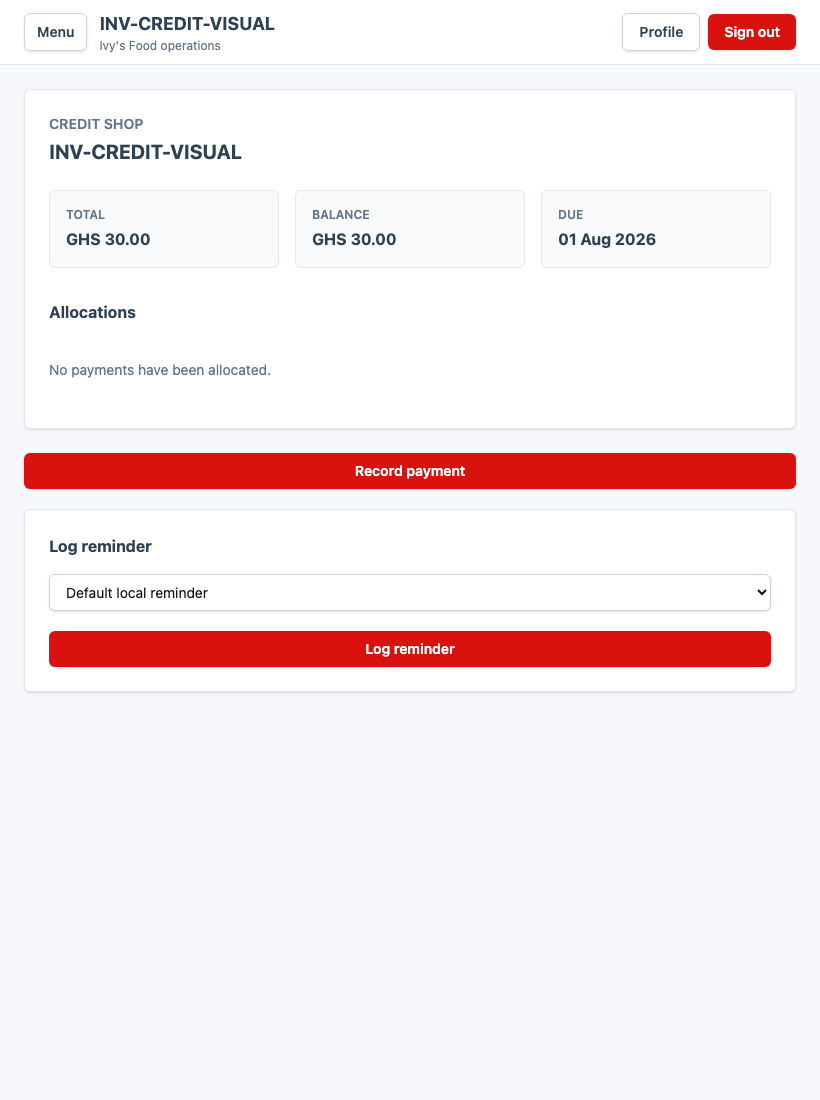 Menu
INV-CREDIT-VISUAL
Ivy's Food operations
Profile
Sign out
CREDIT SHOP
INV-CREDIT-VISUAL
TOTAL
GHS 30.00
BALANCE
GHS 30.00
DUE
01 Aug 2026
Allocations
No payments have been allocated.
Record payment
Log reminder
Default local reminder
Log reminder